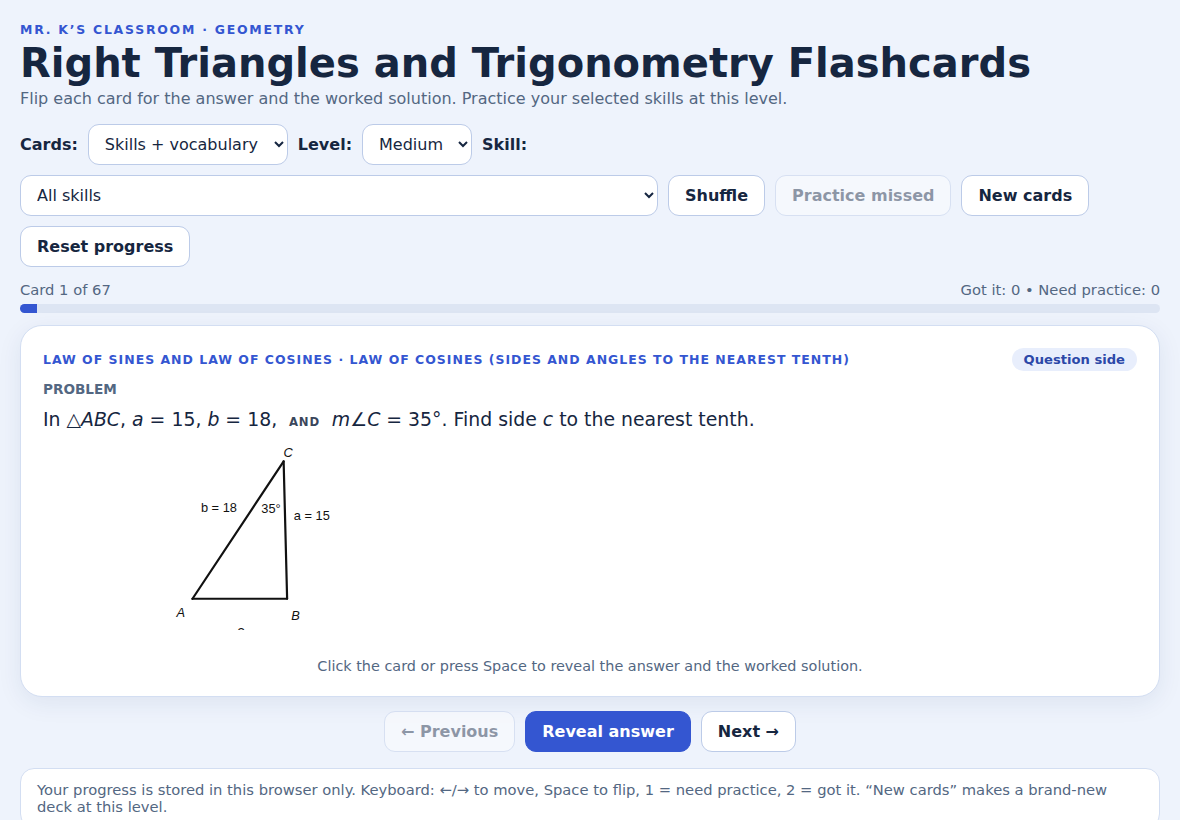 MR. K’S CLASSROOM · GEOMETRY
Right Triangles and Trigonometry Flashcards
Flip each card for the answer and the worked solution. Practice your selected skills at this level.
Cards: Skills + vocabulary Level: Medium Skill:
All skills Shuffle Practice missed New cards
Reset progress
Card 1 of 67 Got it: 0 • Need practice: 0
LAW OF SINES AND LAW OF COSINES · LAW OF COSINES (SIDES AND ANGLES TO THE NEAREST TENTH) Question side
PROBLEM
In △ABC, a = 15, b = 18, AND m∠C = 35°. Find side c to the nearest tenth.
C
b = 18 35° a = 15
A B
Click the card or press Space to reveal the answer and the worked solution.
← Previous Reveal answer Next →
Your progress is stored in this browser only. Keyboard: ←/→ to move, Space to flip, 1 = need practice, 2 = got it. “New cards” makes a brand-new
deck at this level.